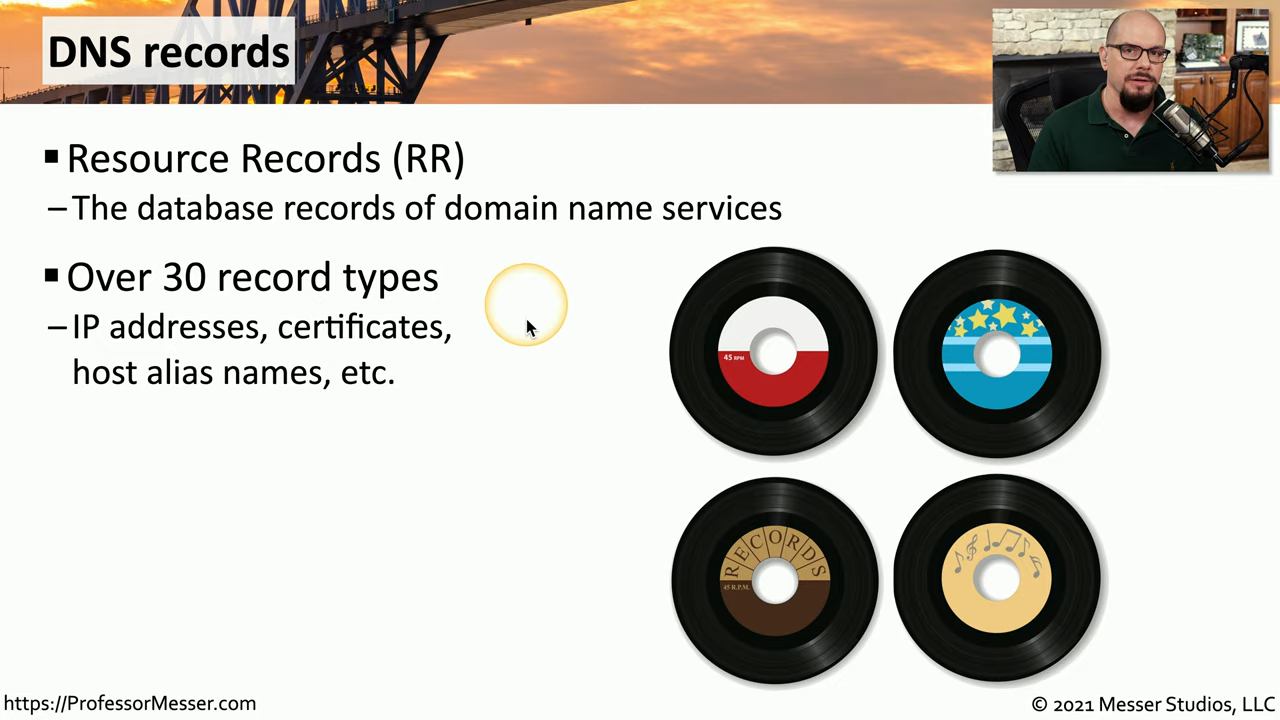 DNS records
▪ Resource Records (RR)
– The database records of domain name services
▪ Over 30 record types
– IP addresses, certificates,
host alias names, etc.
45 RPM
RECORDS
45 R.P.M.
https://ProfessorMesser.com
© 2021 Messer Studios, LLC